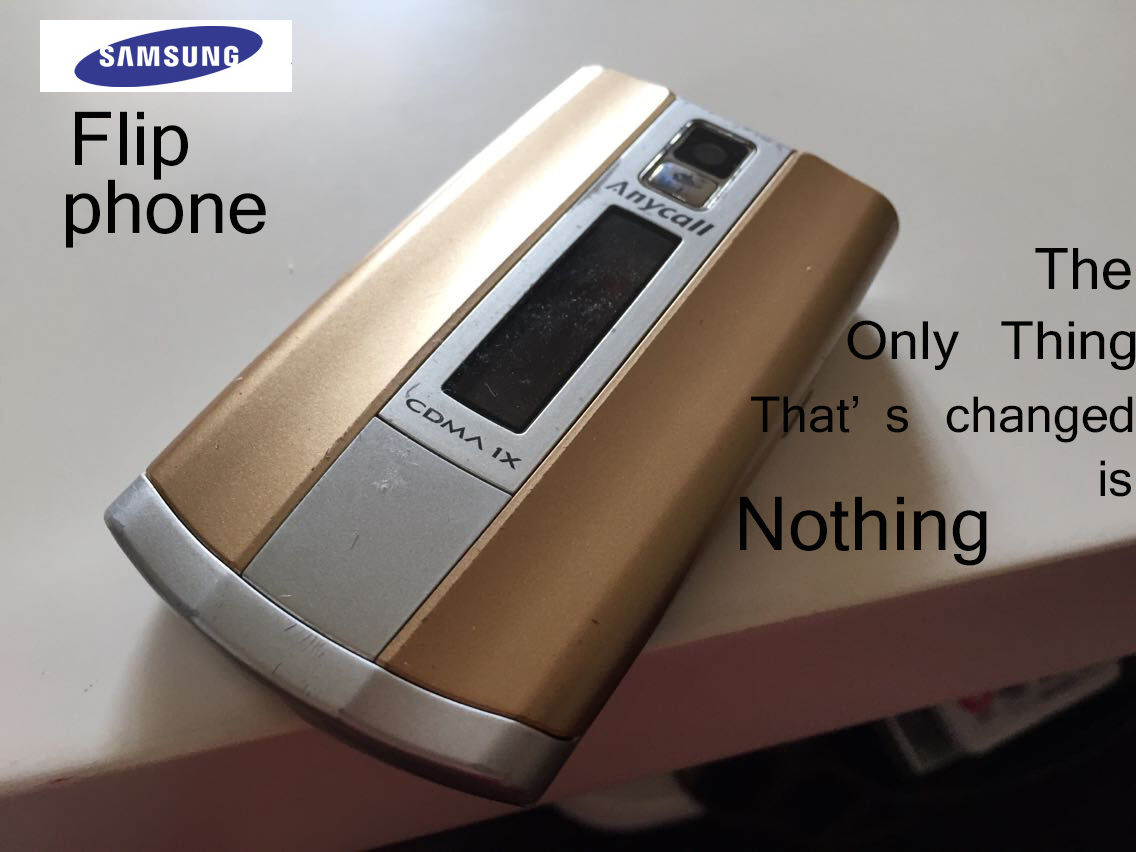 SAMSUNG
Flip
phone
Anycall
CDMA 1X
The
Only Thing
That’s changed
is
Nothing